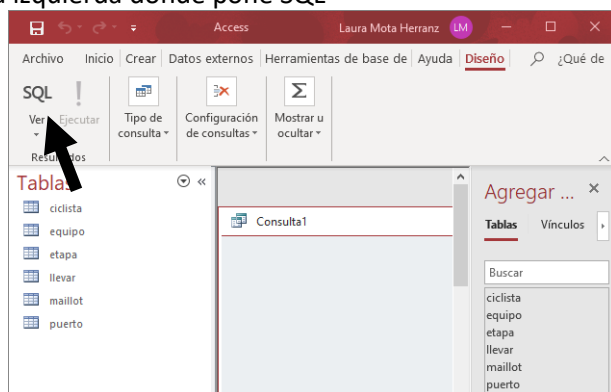 izquierda donde pone SQL
Access
Laura Mota Herranz
LM
Archivo Inicio Crear Datos externos Herramientas de base de Ayuda Diseño ¿Qué de
SQL
Ver
Ejecutar
Tipo de
consulta
Configuración
de consultas
Mostrar u
ocultar
Tablas
ciclista
equipo
etapa
llevar
maillot
puerto
Consulta1
Agregar ...
Tablas Vínculos
Buscar
ciclista
equipo
etapa
llevar
maillot
puerto